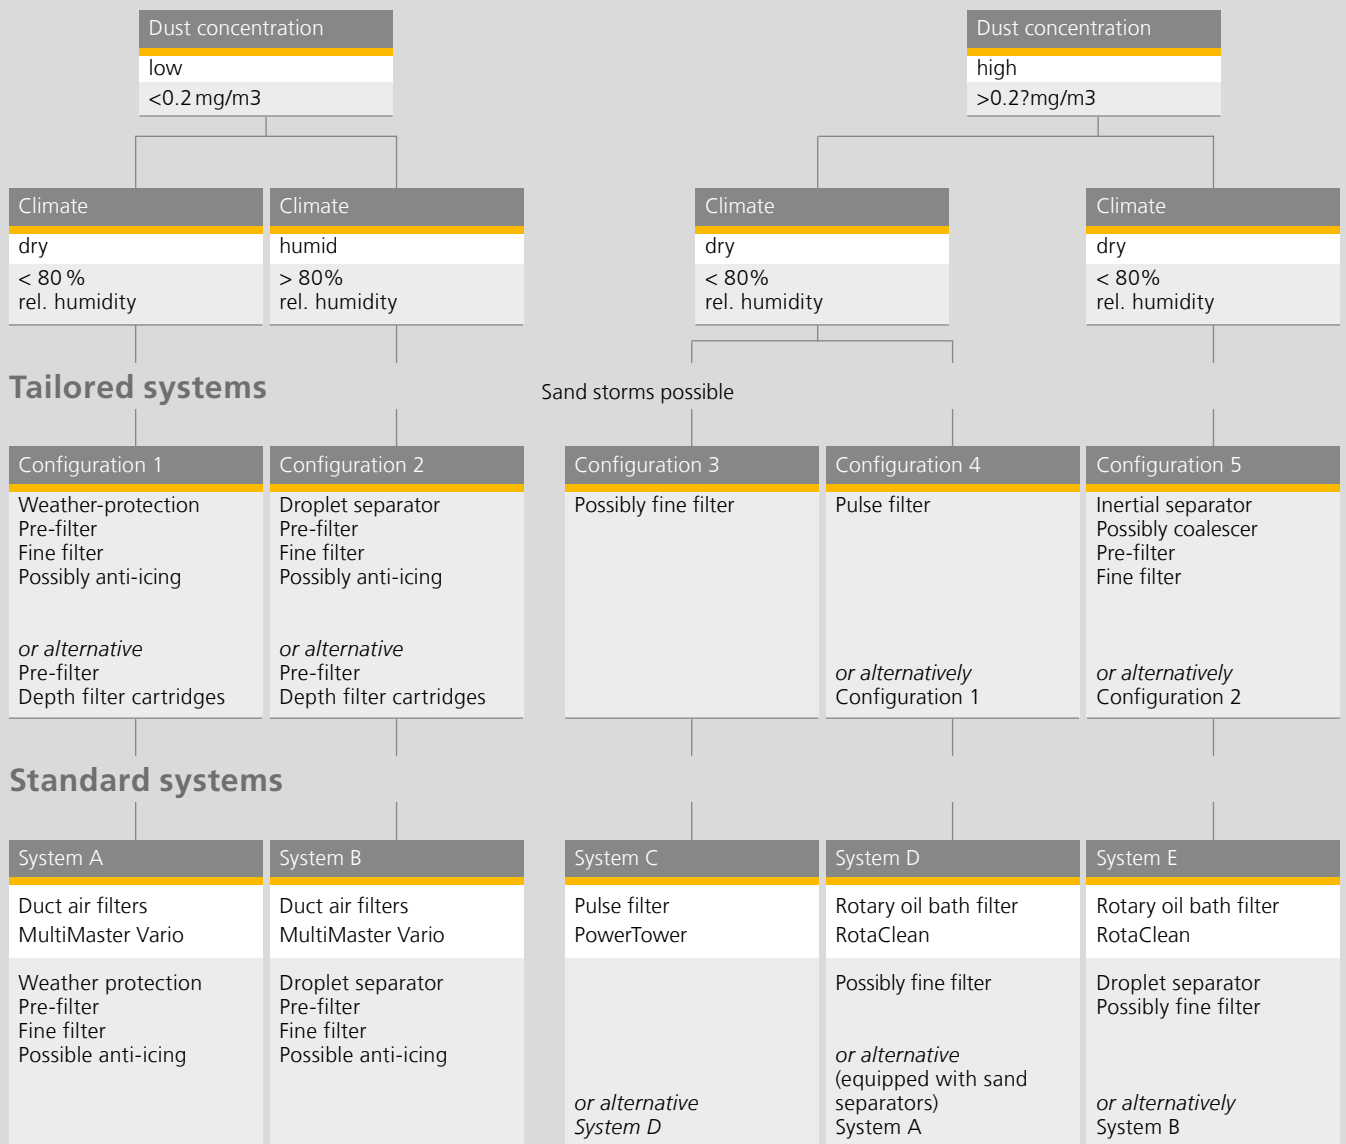 Dust concentration
low
<0.2 mg/m3
Dust concentration
high
>0.2?mg/m3
Climate
dry
< 80 %
rel. humidity
Climate
humid
> 80%
rel. humidity
Climate
dry
< 80%
rel. humidity
Climate
dry
< 80%
rel. humidity
Tailored systems
Sand storms possible
Configuration 1
Weather-protection
Pre-filter
Fine filter
Possibly anti-icing
or alternative
Pre-filter
Depth filter cartridges
Configuration 2
Droplet separator
Pre-filter
Fine filter
Possibly anti-icing
or alternative
Pre-filter
Depth filter cartridges
Configuration 3
Possibly fine filter
Configuration 4
Pulse filter
or alternatively
Configuration 1
Configuration 5
Inertial separator
Possibly coalescer
Pre-filter
Fine filter
or alternatively
Configuration 2
Standard systems
System A
Duct air filters
MultiMaster Vario
Weather protection
Pre-filter
Fine filter
Possible anti-icing
System B
Duct air filters
MultiMaster Vario
Droplet separator
Pre-filter
Fine filter
Possible anti-icing
System C
Pulse filter
PowerTower
or alternative
System D
System D
Rotary oil bath filter
RotaClean
Possibly fine filter
or alternative
(equipped with sand
separators)
System A
System E
Rotary oil bath filter
RotaClean
Droplet separator
Possibly fine filter
or alternatively
System B